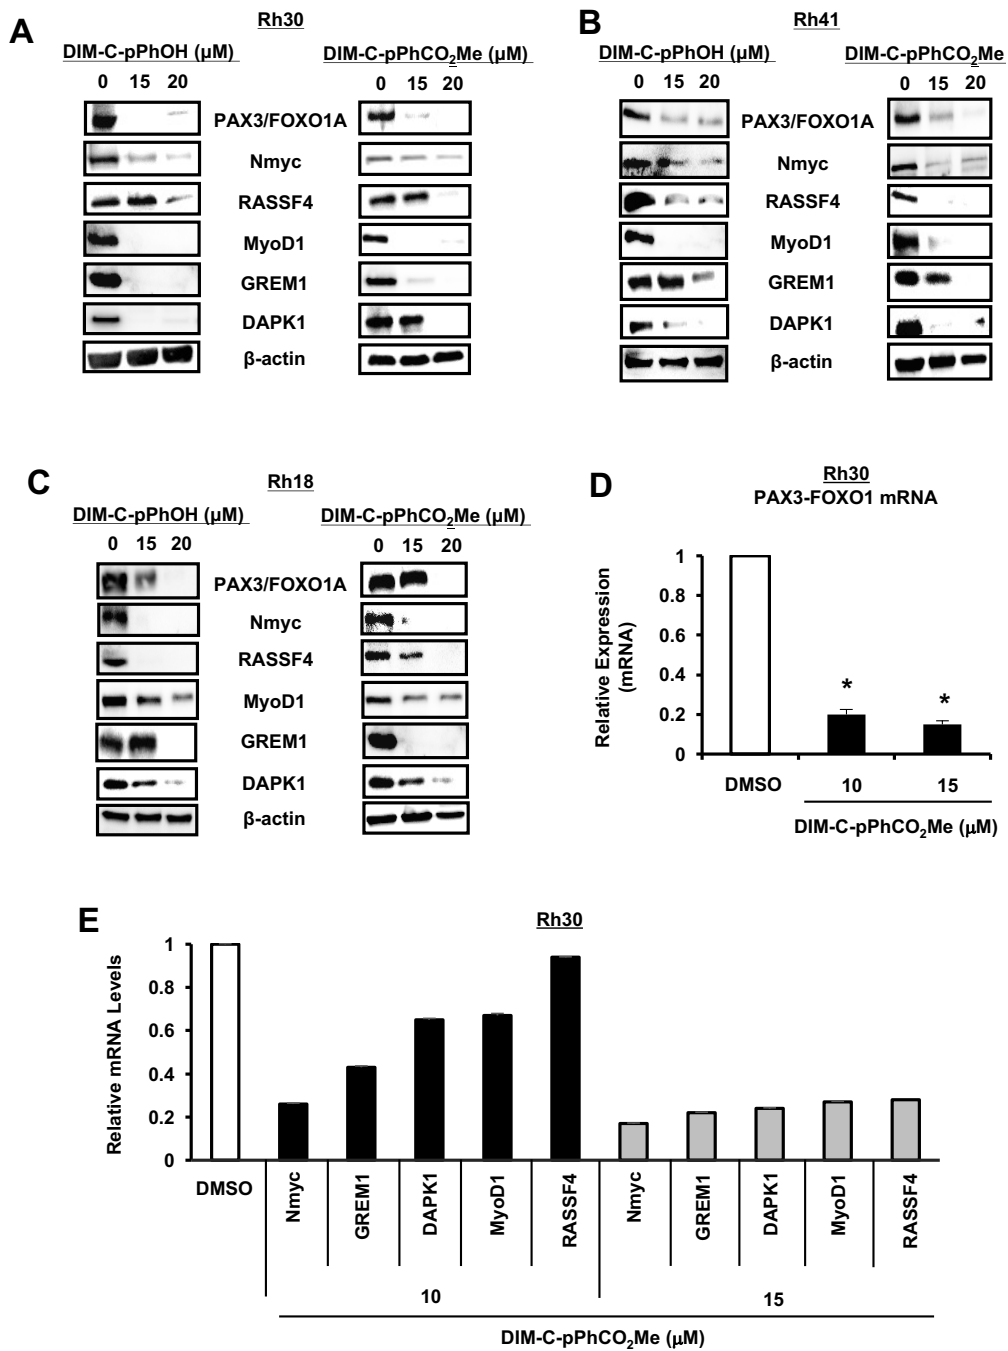 A
Rh30
DIM-C-pPhOH (µM)
DIM-C-pPhCO2Me (µM)
0 15 20
0 15 20
PAX3/FOXO1A
Nmyc
RASSF4
MyoD1
GREM1
DAPK1
β-actin
B
Rh41
DIM-C-pPhOH (µM)
DIM-C-pPhCO2Me
0 15 20
0 15 20
PAX3/FOXO1A
Nmyc
RASSF4
MyoD1
GREM1
DAPK1
β-actin
C
Rh18
DIM-C-pPhOH (µM)
DIM-C-pPhCO2Me (µM)
0 15 20
0 15 20
PAX3/FOXO1A
Nmyc
RASSF4
MyoD1
GREM1
DAPK1
β-actin
D
Rh30
PAX3-FOXO1 mRNA
Relative Expression
(mRNA)
1
0.8
0.6
0.4
0.2
0
*
*
DMSO
10
15
DIM-C-pPhCO2Me (µM)
E
Rh30
Relative mRNA Levels
1
0.8
0.6
0.4
0.2
0
DMSO
Nmyc
GREM1
DAPK1
MyoD1
RASSF4
Nmyc
GREM1
DAPK1
MyoD1
RASSF4
10
15
DIM-C-pPhCO2Me (µM)